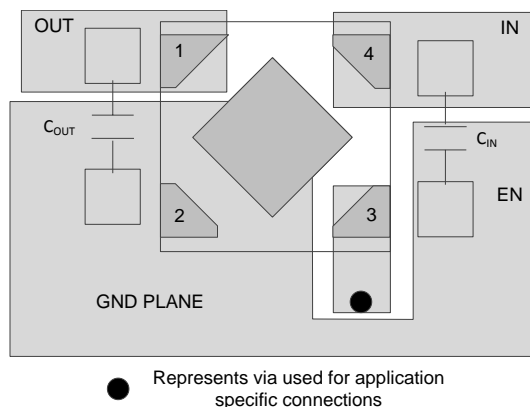 OUT
1
4
IN
COUT
CIN
2
3
EN
GND PLANE
Represents via used for application
specific connections